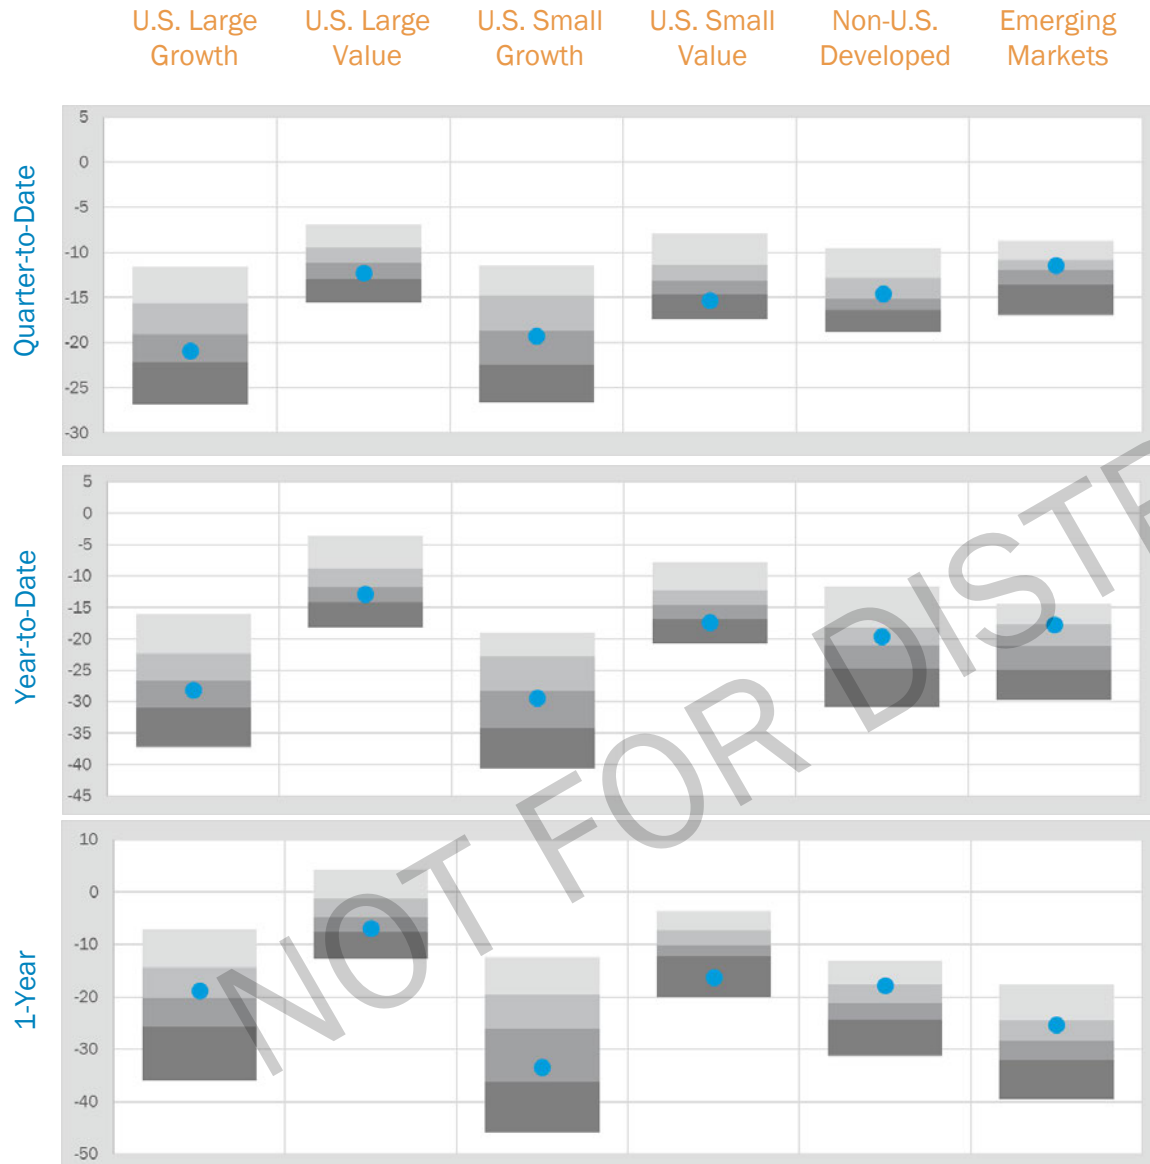 U.S. Large
Growth
U.S. Large
Value
U.S. Small
Growth
U.S. Small
Value
Non-U.S.
Developed
Emerging
Markets
Quarter-to-Date
5
0
-5
-10
-15
-20
-25
-30
Year-to-Date
5
0
-5
-10
-15
-20
-25
-30
-35
-40
-45
1-Year
10
0
-10
-20
-30
-40
-50
NOT FOR DISTR